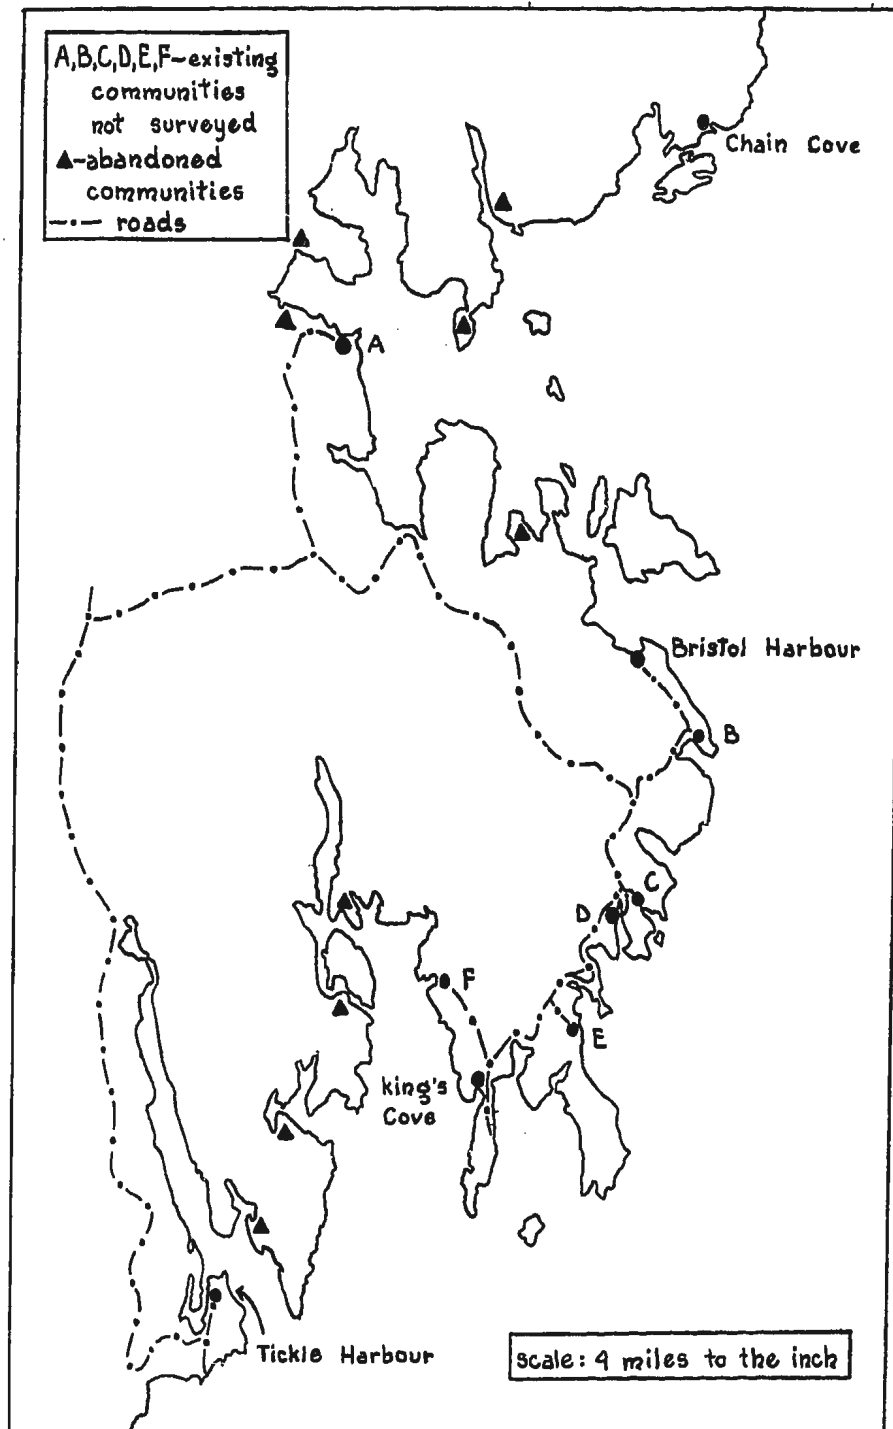 A,B,C,D,E,F~existing
communities
not surveyed
▲~abandoned
communities
—·— roads
Chain Cove
A
Bristol Harbour
B
C
D
F
E
king's
Cove
Tickle Harbour
scale: 4 miles to the inch